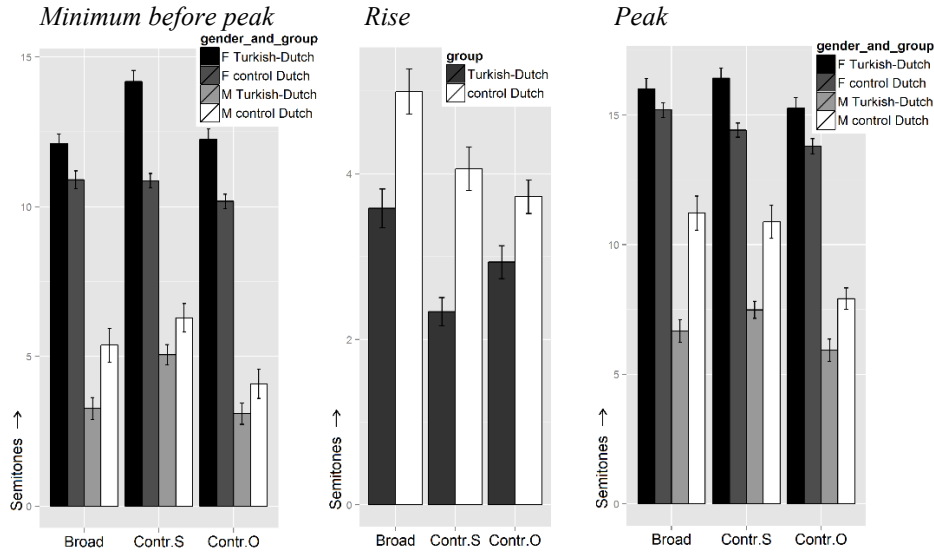 Minimum before peak
gender_and_group
F Turkish-Dutch
F control Dutch
M Turkish-Dutch
M control Dutch
15
10
5
0
Semitones →
Broad
Contr.S
Contr.O
Rise
group
Turkish-Dutch
control Dutch
4
2
0
Semitones →
Broad
Contr.S
Contr.O
Peak
gender_and_group
F Turkish-Dutch
F control Dutch
M Turkish-Dutch
M control Dutch
15
10
5
0
Semitones →
Broad
Contr.S
Contr.O